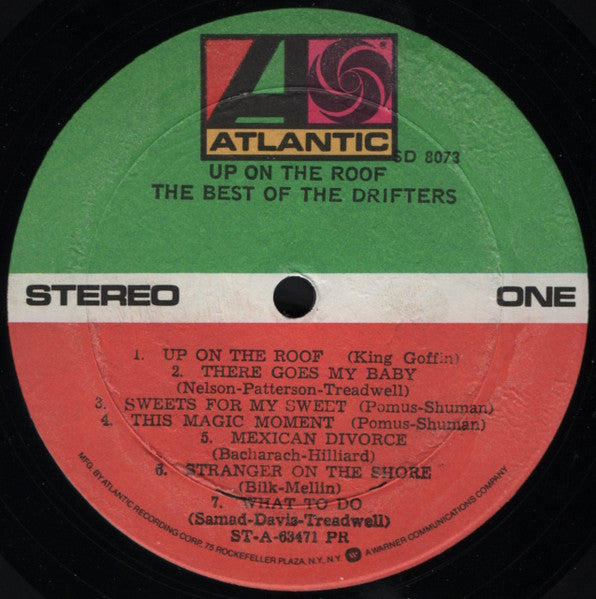 ATLANTIC
SD 8073
UP ON THE ROOF
THE BEST OF THE DRIFTERS
STEREO ONE
1. UP ON THE ROOF (King Goffin)
2. THERE GOES MY BABY
(Nelson-Patterson-Treadwell)
3. SWEETS FOR MY SWEET (Pomus-Shuman)
4. THIS MAGIC MOMENT (Pomus-Shuman)
5. MEXICAN DIVORCE
(Bacharach-Hilliard)
6. STRANGER ON THE SHORE
(Bilk-Mellin)
7. WHAT TO DO
(Samad-Davis-Treadwell)
ST-A-63471 PR
MFG. BY ATLANTIC RECORDING CORP. 75 ROCKEFELLER PLAZA, N.Y., N.Y. A WARNER COMMUNICATIONS COMPANY